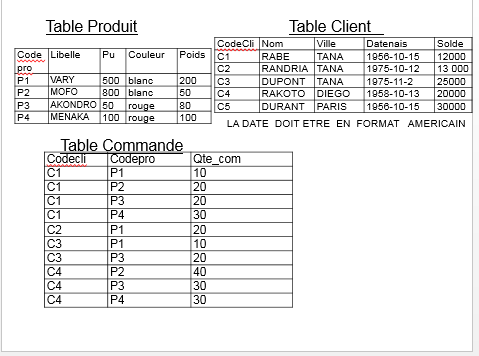 Table Produit
Code pro Libelle Pu Couleur Poids
P1 VARY 500 blanc 200
P2 MOFO 800 blanc 50
P3 AKONDRO 50 rouge 80
P4 MENAKA 100 rouge 100
Table Client
CodeCli Nom Ville Datenais Solde
C1 RABE TANA 1956-10-15 12000
C2 RANDRIA TANA 1975-10-12 13 000
C3 DUPONT TANA 1975-11-2 25000
C4 RAKOTO DIEGO 1958-10-13 20000
C5 DURANT PARIS 1956-10-15 30000
LA DATE DOIT ETRE EN FORMAT AMERICAIN
Table Commande
Codecli Codepro Qte_com
C1 P1 10
C1 P2 20
C1 P3 20
C1 P4 30
C2 P1 20
C3 P1 10
C3 P3 20
C4 P2 40
C4 P3 30
C4 P4 30